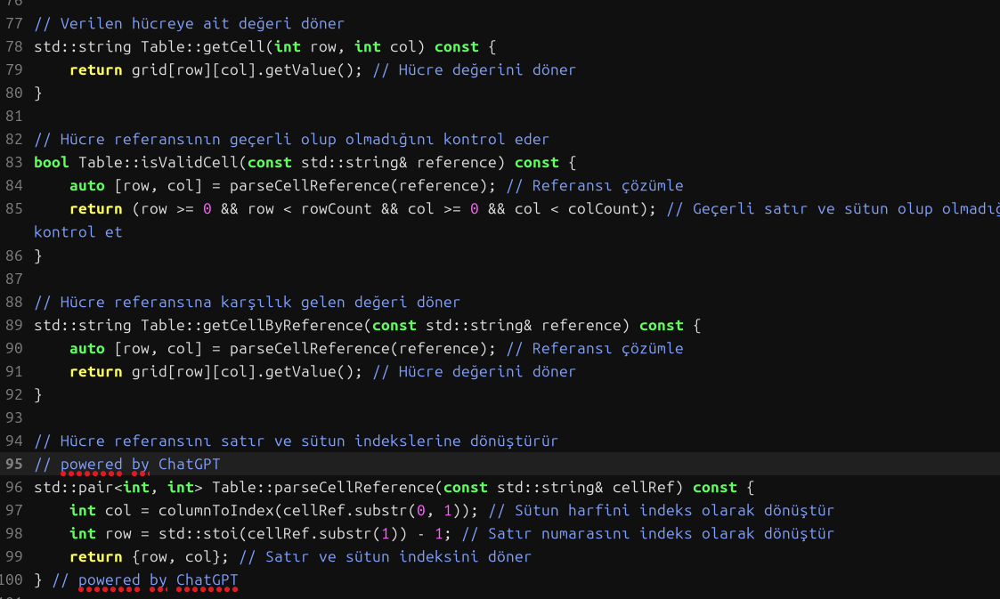 77 // Verilen hücreye ait değeri döner
78 std::string Table::getCell(int row, int col) const {
79     return grid[row][col].getValue(); // Hücre değerini döner
80 }
81
82 // Hücre referansının geçerli olup olmadığını kontrol eder
83 bool Table::isValidCell(const std::string& reference) const {
84     auto [row, col] = parseCellReference(reference); // Referansı çözümle
85     return (row >= 0 && row < rowCount && col >= 0 && col < colCount); // Geçerli satır ve sütun olup
kontrol et
86 }
87
88 // Hücre referansına karşılık gelen değeri döner
89 std::string Table::getCellByReference(const std::string& reference) const {
90     auto [row, col] = parseCellReference(reference); // Referansı çözümle
91     return grid[row][col].getValue(); // Hücre değerini döner
92 }
93
94 // Hücre referansını satır ve sütun indekslerine dönüştürür
95 // powered by ChatGPT
96 std::pair<int, int> Table::parseCellReference(const std::string& cellRef) const {
97     int col = columnToIndex(cellRef.substr(0, 1)); // Sütun harfini indeks olarak dönüştür
98     int row = std::stoi(cellRef.substr(1)) - 1; // Satır numarasını indeks olarak dönüştür
99     return {row, col}; // Satır ve sütun indeksini döner
100 } // powered by ChatGPT